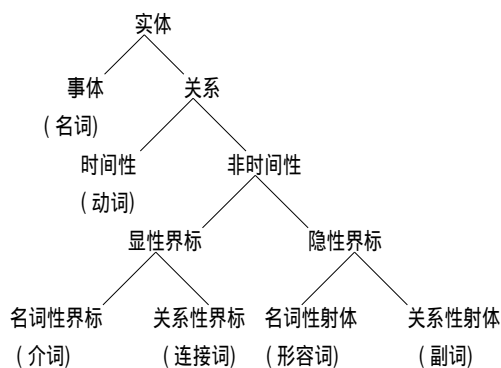 实体
事体 关系
(名词)
时间性 非时间性
(动词)
显性界标 隐性界标
名词性界标 关系性界标 名词性射体 关系性射体
(介词) (连接词) (形容词) (副词)